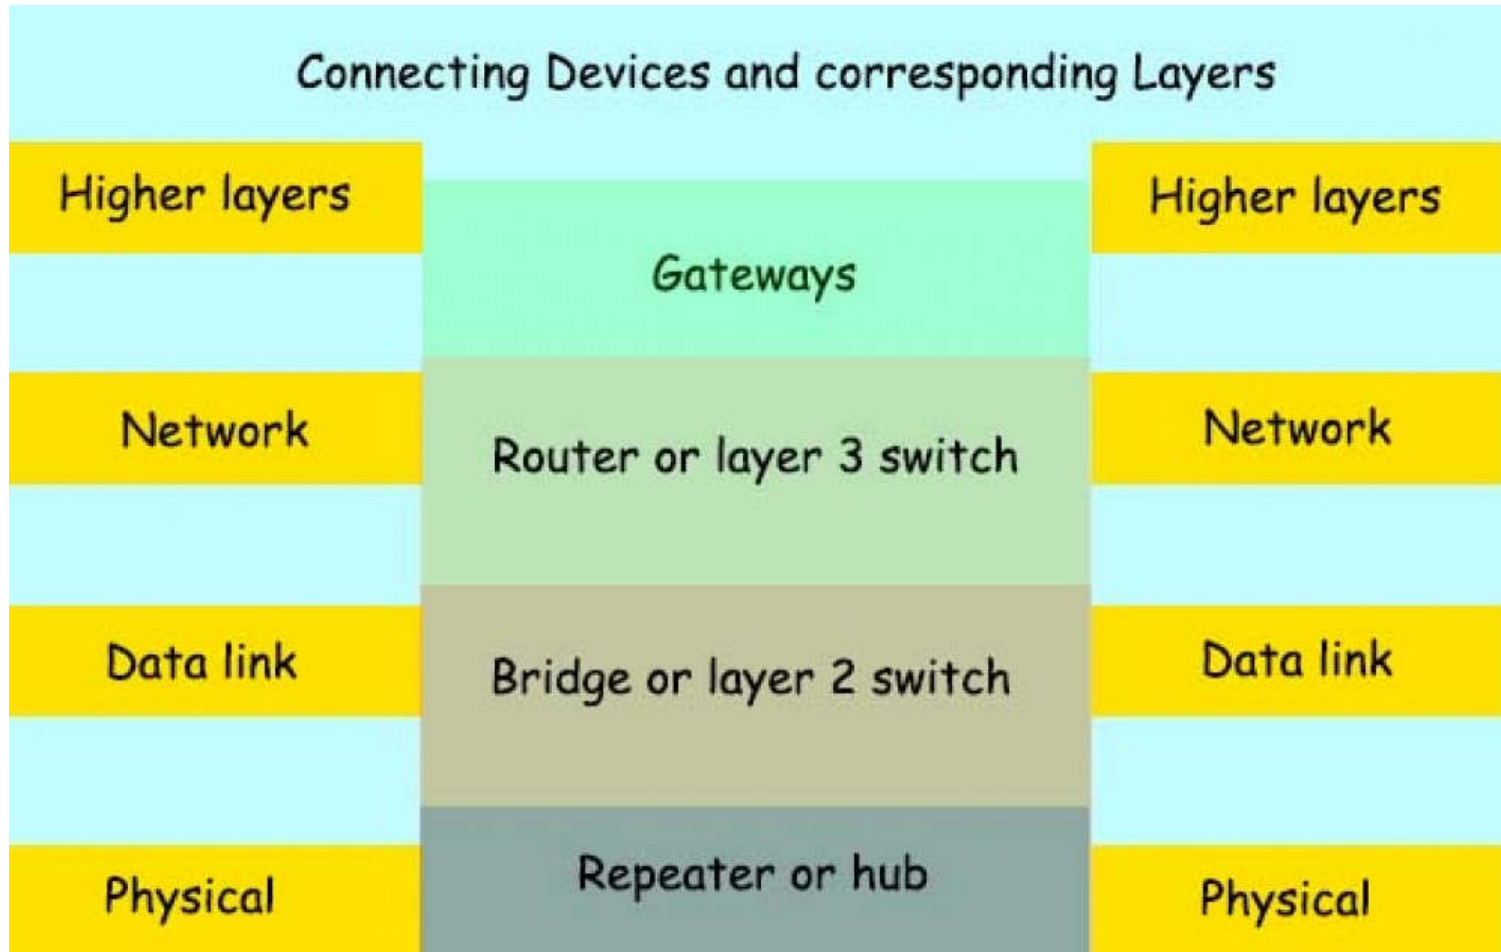 Connecting Devices and corresponding Layers
Higher layers
Gateways
Higher layers
Network
Router or layer 3 switch
Network
Data link
Bridge or layer 2 switch
Data link
Physical
Repeater or hub
Physical